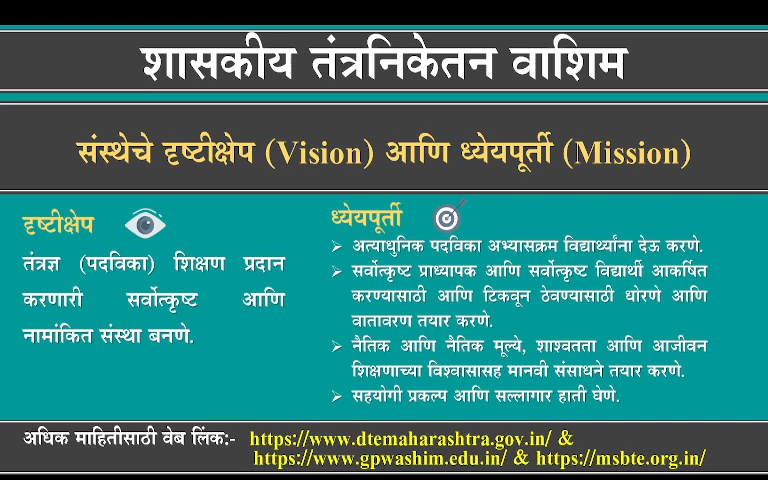 शासकीय तंत्रनिकेतन वाशिम
संस्थेचे दृष्टीक्षेप (Vision) आणि ध्येयपूर्ती (Mission)
दृष्टीक्षेप
तंत्रज्ञ (पदविका) शिक्षण प्रदान
करणारी सर्वोत्कृष्ट आणि
नामांकित संस्था बनणे.
ध्येयपूर्ती
➢ अत्याधुनिक पदविका अभ्यासक्रम विद्यार्थ्यांना देऊ करणे.
➢ सर्वोत्कृष्ट प्राध्यापक आणि सर्वोत्कृष्ट विद्यार्थी आकर्षित
करण्यासाठी आणि टिकवून ठेवण्यासाठी धोरणे आणि
वातावरण तयार करणे.
➢ नैतिक आणि नैतिक मूल्ये, शाश्वतता आणि आजीवन
शिक्षणाच्या विश्वासासह मानवी संसाधने तयार करणे.
➢ सहयोगी प्रकल्प आणि सल्लागार हाती घेणे.
अधिक माहितीसाठी वेब लिंक:- https://www.dtemaharashtra.gov.in/ &
https://www.gpwashim.edu.in/ & https://msbte.org.in/